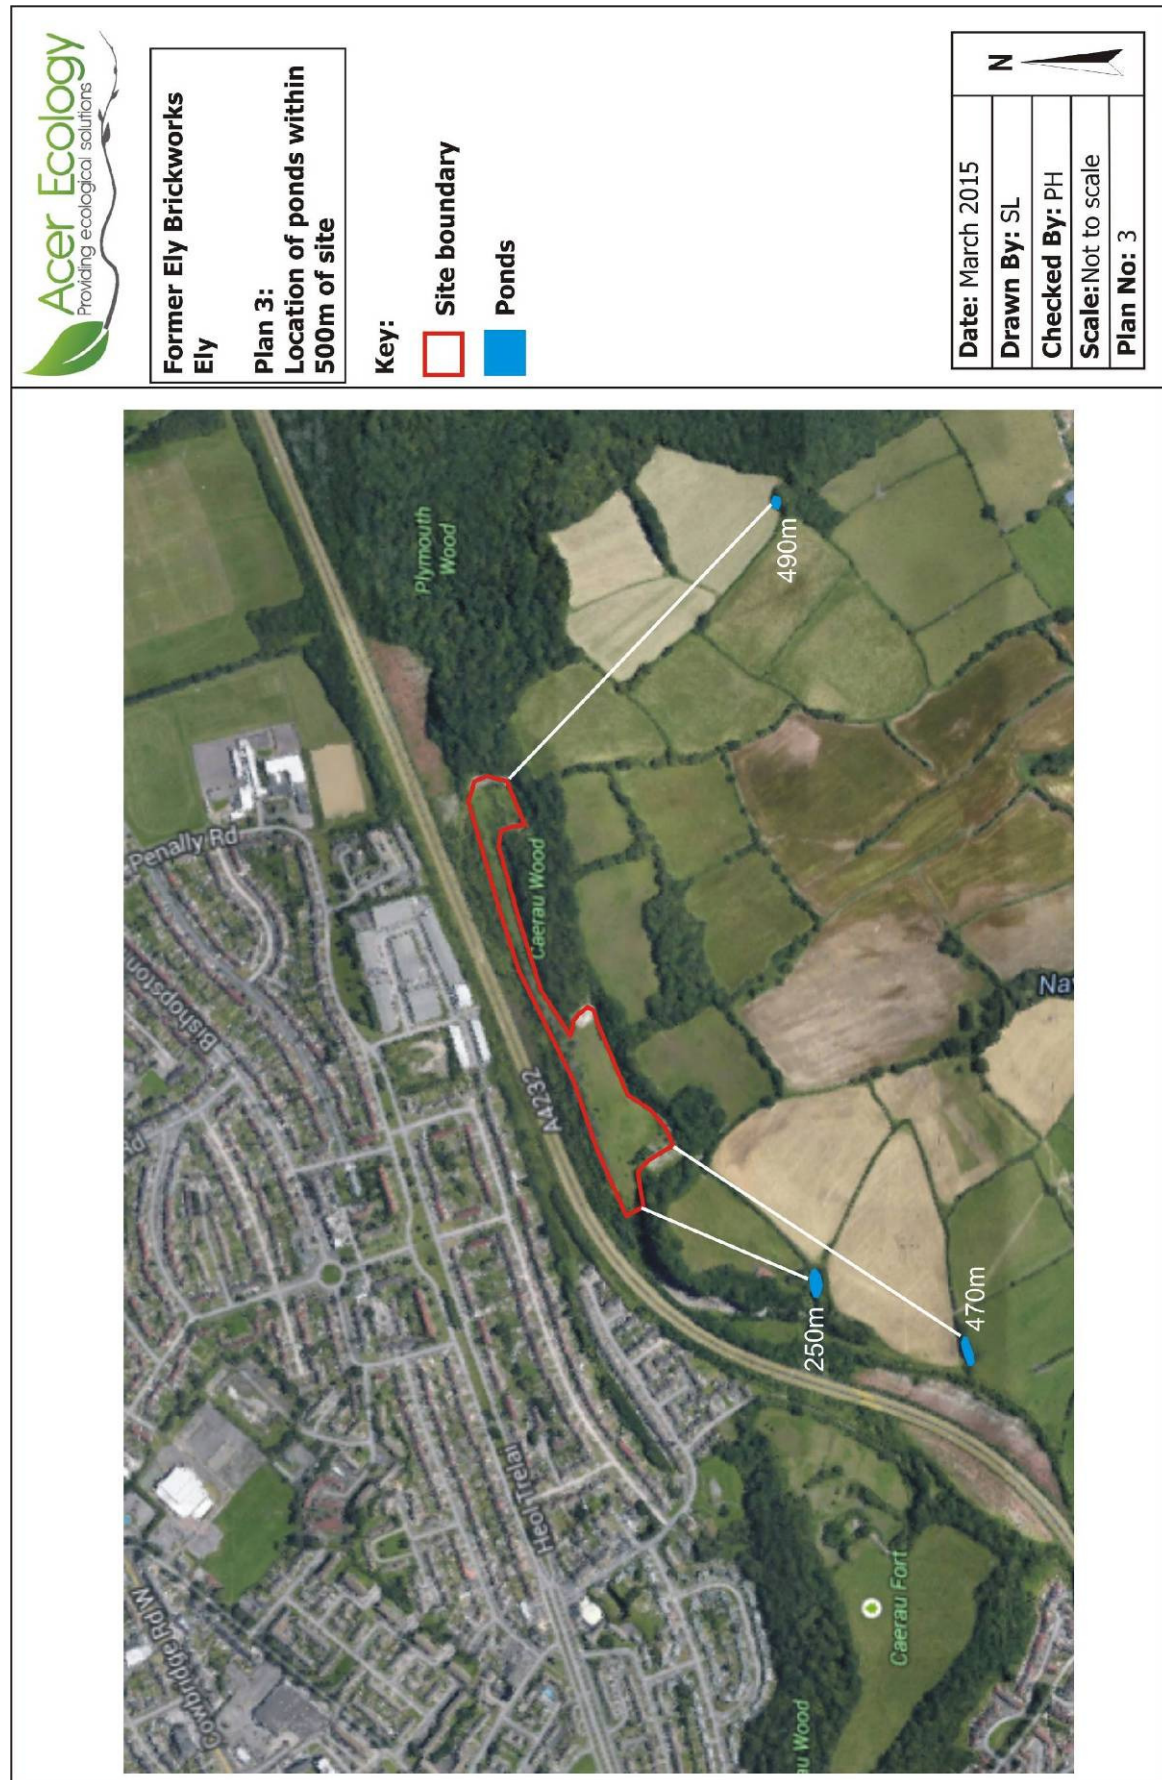 Acer Ecology
Providing ecological solutions
Former Ely Brickworks
Ely
Plan 3:
Location of ponds within
500m of site
Key:
Site boundary
Ponds
Date: March 2015
Drawn By: SL
Checked By: PH
Scale:Not to scale
Plan No: 3
N
Cowbridge Rd W
Bishopston
Rd
Penally Rd
Heol Trelai
A4232
Plymouth
Wood
Caerau Wood
Caerau Fort
au Wood
Na
250m
470m
490m